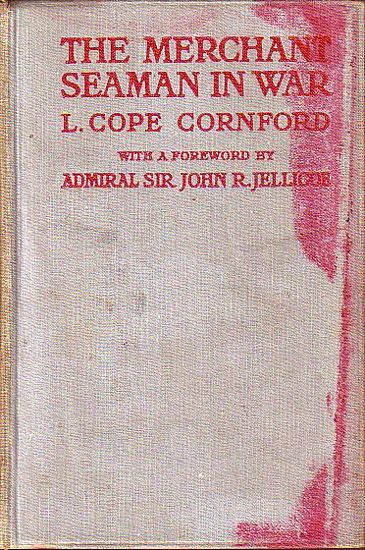 THE MERCHANT
SEAMAN IN WAR
L. COPE CORNFORD
WITH A FOREWORD BY
ADMIRAL SIR JOHN R. JELLICOE